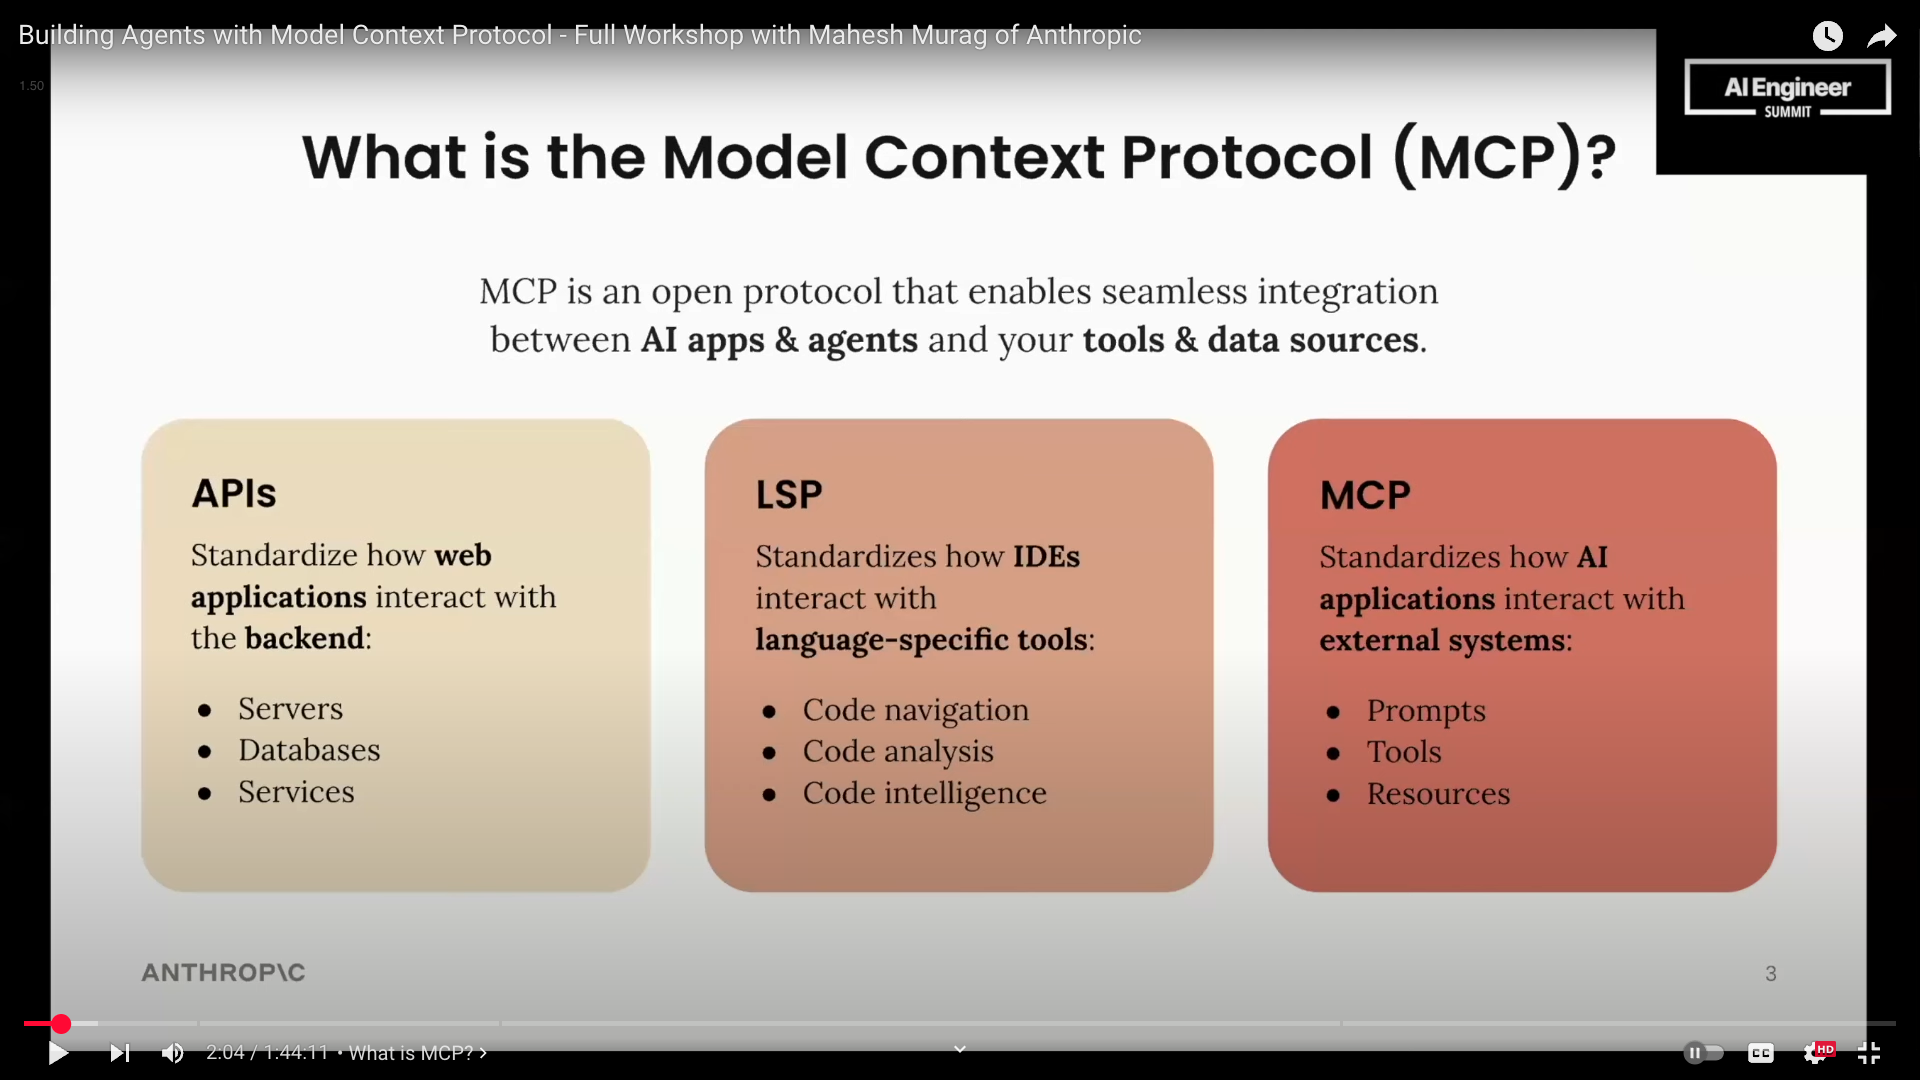 Building Agents with Model Context Protocol - Full Workshop with Mahesh Murag of Anthropic
1.50
AI Engineer
SUMMIT
What is the Model Context Protocol (MCP)?
MCP is an open protocol that enables seamless integration
between AI apps & agents and your tools & data sources.
APIs
Standardize how web
applications interact with
the backend:
● Servers
● Databases
● Services
LSP
Standardizes how IDEs
interact with
language-specific tools:
● Code navigation
● Code analysis
● Code intelligence
MCP
Standardizes how AI
applications interact with
external systems:
● Prompts
● Tools
● Resources
ANTHROP\C
3
2:04 / 1:44:11 • What is MCP? ›
CC
HD